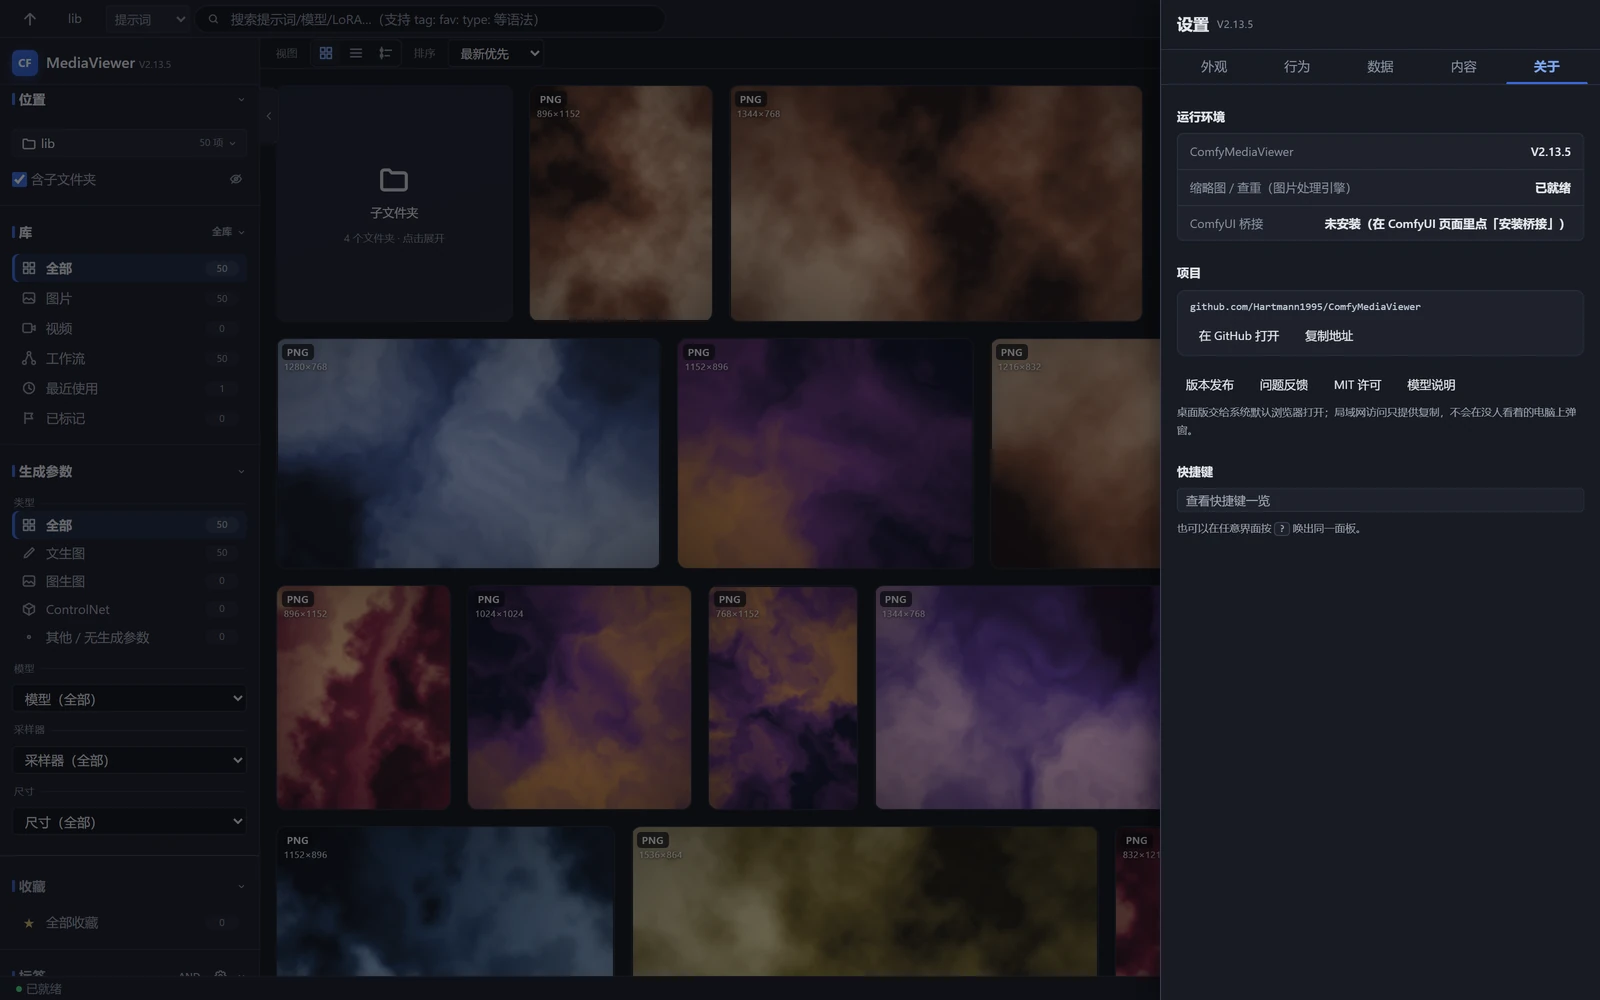 lib
提示词
搜索提示词/模型/LoRA...（支持 tag: fav: type: 等语法）
CF
MediaViewer V2.13.5
视图
排序
最新优先
位置
lib
50 项
含子文件夹
库
全库
全部
50
图片
50
视频
0
工作流
50
最近使用
1
已标记
0
生成参数
类型
全部
50
文生图
50
图生图
0
ControlNet
0
其他 / 无生成参数
0
模型
模型（全部）
采样器
采样器（全部）
尺寸
尺寸（全部）
收藏
全部收藏
0
标签
AND
已就绪
子文件夹
4 个文件夹 · 点击展开
PNG
896×1152
PNG
1344×768
PNG
1280×768
PNG
1152×896
PNG
1216×832
PNG
896×1152
PNG
1024×1024
PNG
768×1152
PNG
1344×768
PNG
1152×896
PNG
1536×864
PNG
832×121
设置 V2.13.5
外观
行为
数据
内容
关于
运行环境
ComfyMediaViewer
V2.13.5
缩略图 / 查重（图片处理引擎）
已就绪
ComfyUI 桥接
未安装（在 ComfyUI 页面里点「安装桥接」）
项目
github.com/Hartmann1995/ComfyMediaViewer
在 GitHub 打开
复制地址
版本发布
问题反馈
MIT 许可
模型说明
桌面版交给系统默认浏览器打开；局域网访问只提供复制，不会在没人看着的电脑上弹
窗。
快捷键
查看快捷键一览
也可以在任意界面按 ? 唤出同一面板。